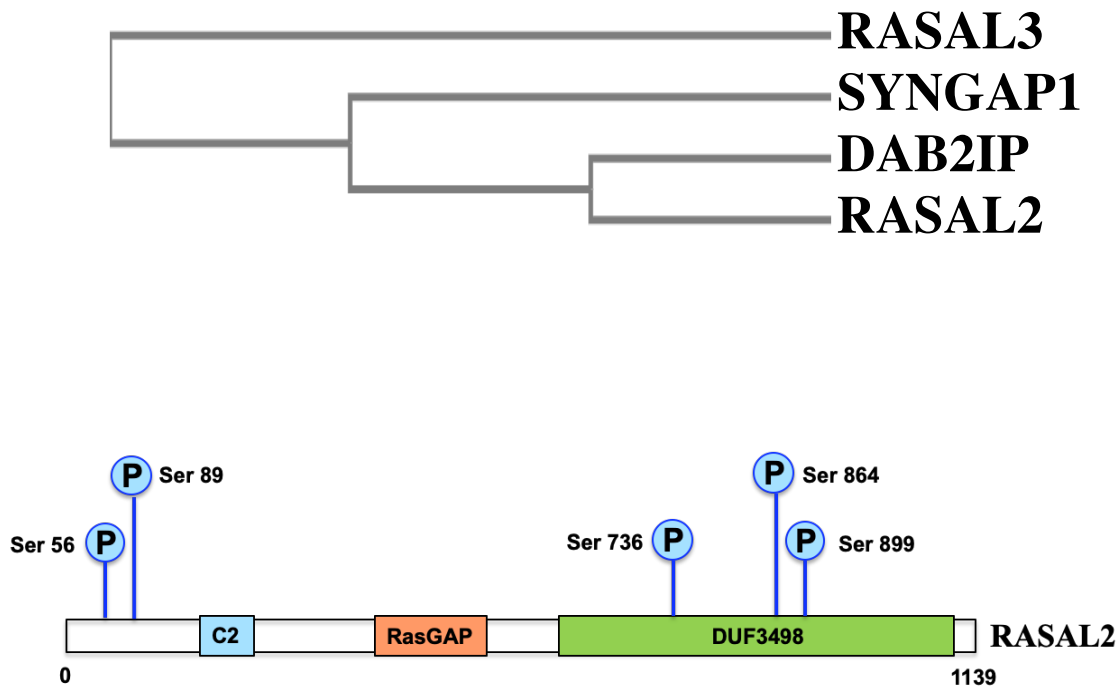 RASAL3
SYNGAP1
DAB2IP
RASAL2
P Ser 89
P Ser 864
Ser 56 P
Ser 736 P
P Ser 899
C2 RasGAP DUF3498 RASAL2
0 1139